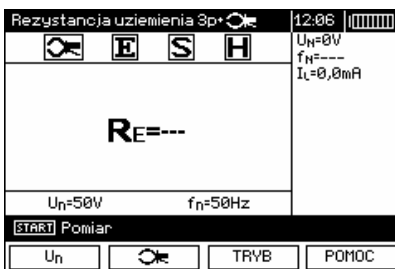 Rezystancja uziemienia 3p+ 12:06
E S H
UN=0V
fN=---
IL=0,0mA
RE=---
Un=50V fn=50Hz
START Pomiar
Un TRYB POMOC